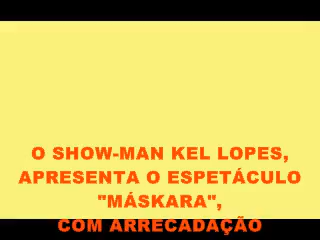 O SHOW-MAN KEL LOPES,
APRESENTA O ESPETÁCULO
"MÁSKARA",
COM ARRECADAÇÃO